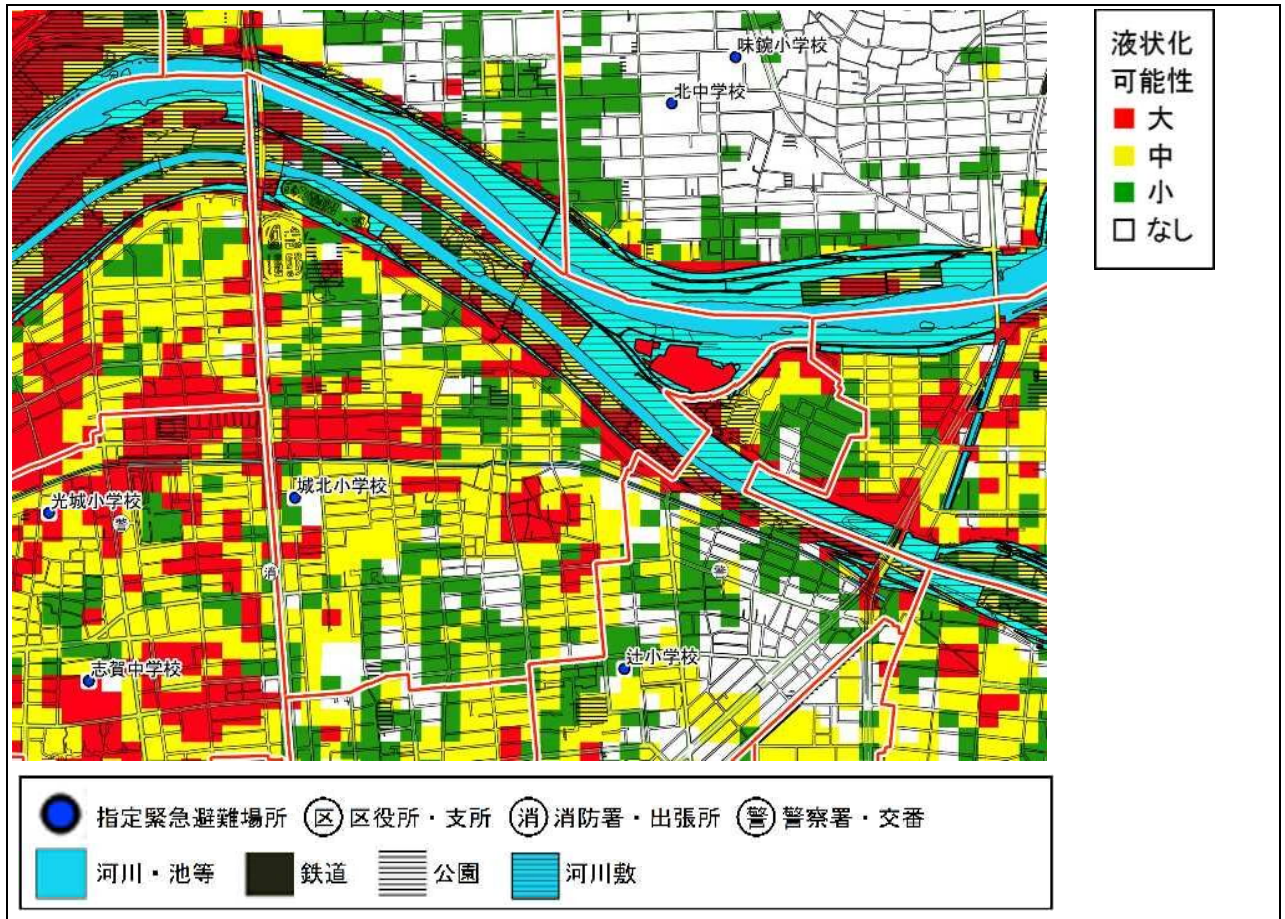 味鋺小学校
北中学校
城北小学校
光城小学校
警
消
警
志賀中学校
辻小学校
液状化
可能性
大
中
小
なし
指定緊急避難場所 区 区役所・支所 消 消防署・出張所 警 警察署・交番
河川・池等 鉄道 公園 河川敷